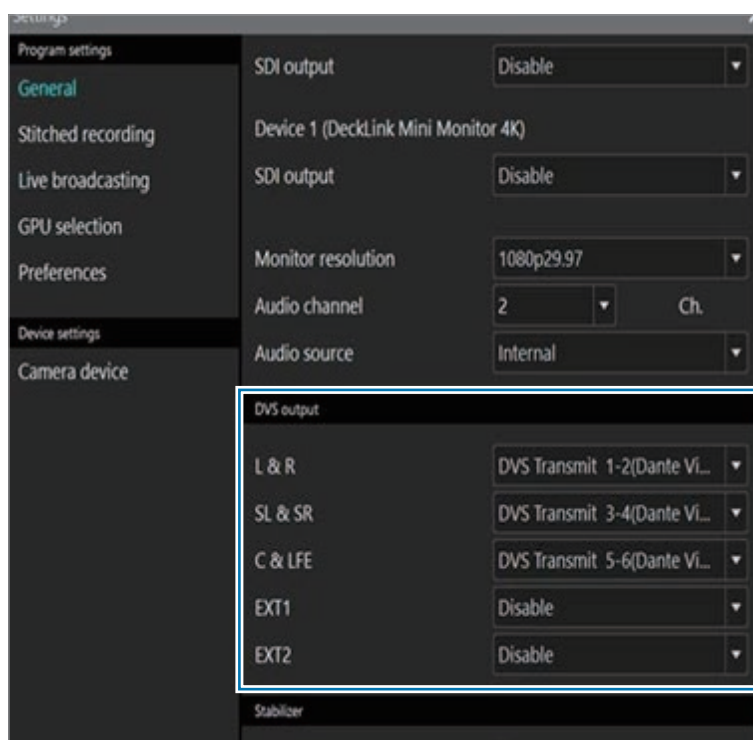 Settings
Program settings
General
Stitched recording
Live broadcasting
GPU selection
Preferences
Device settings
Camera device
SDI output Disable
Device 1 (DeckLink Mini Monitor 4K)
SDI output Disable
Monitor resolution 1080p29.97
Audio channel 2 Ch.
Audio source Internal
DVS output
L & R DVS Transmit 1-2(Dante Vi...
SL & SR DVS Transmit 3-4(Dante Vi...
C & LFE DVS Transmit 5-6(Dante Vi...
EXT1 Disable
EXT2 Disable
Stabilizer